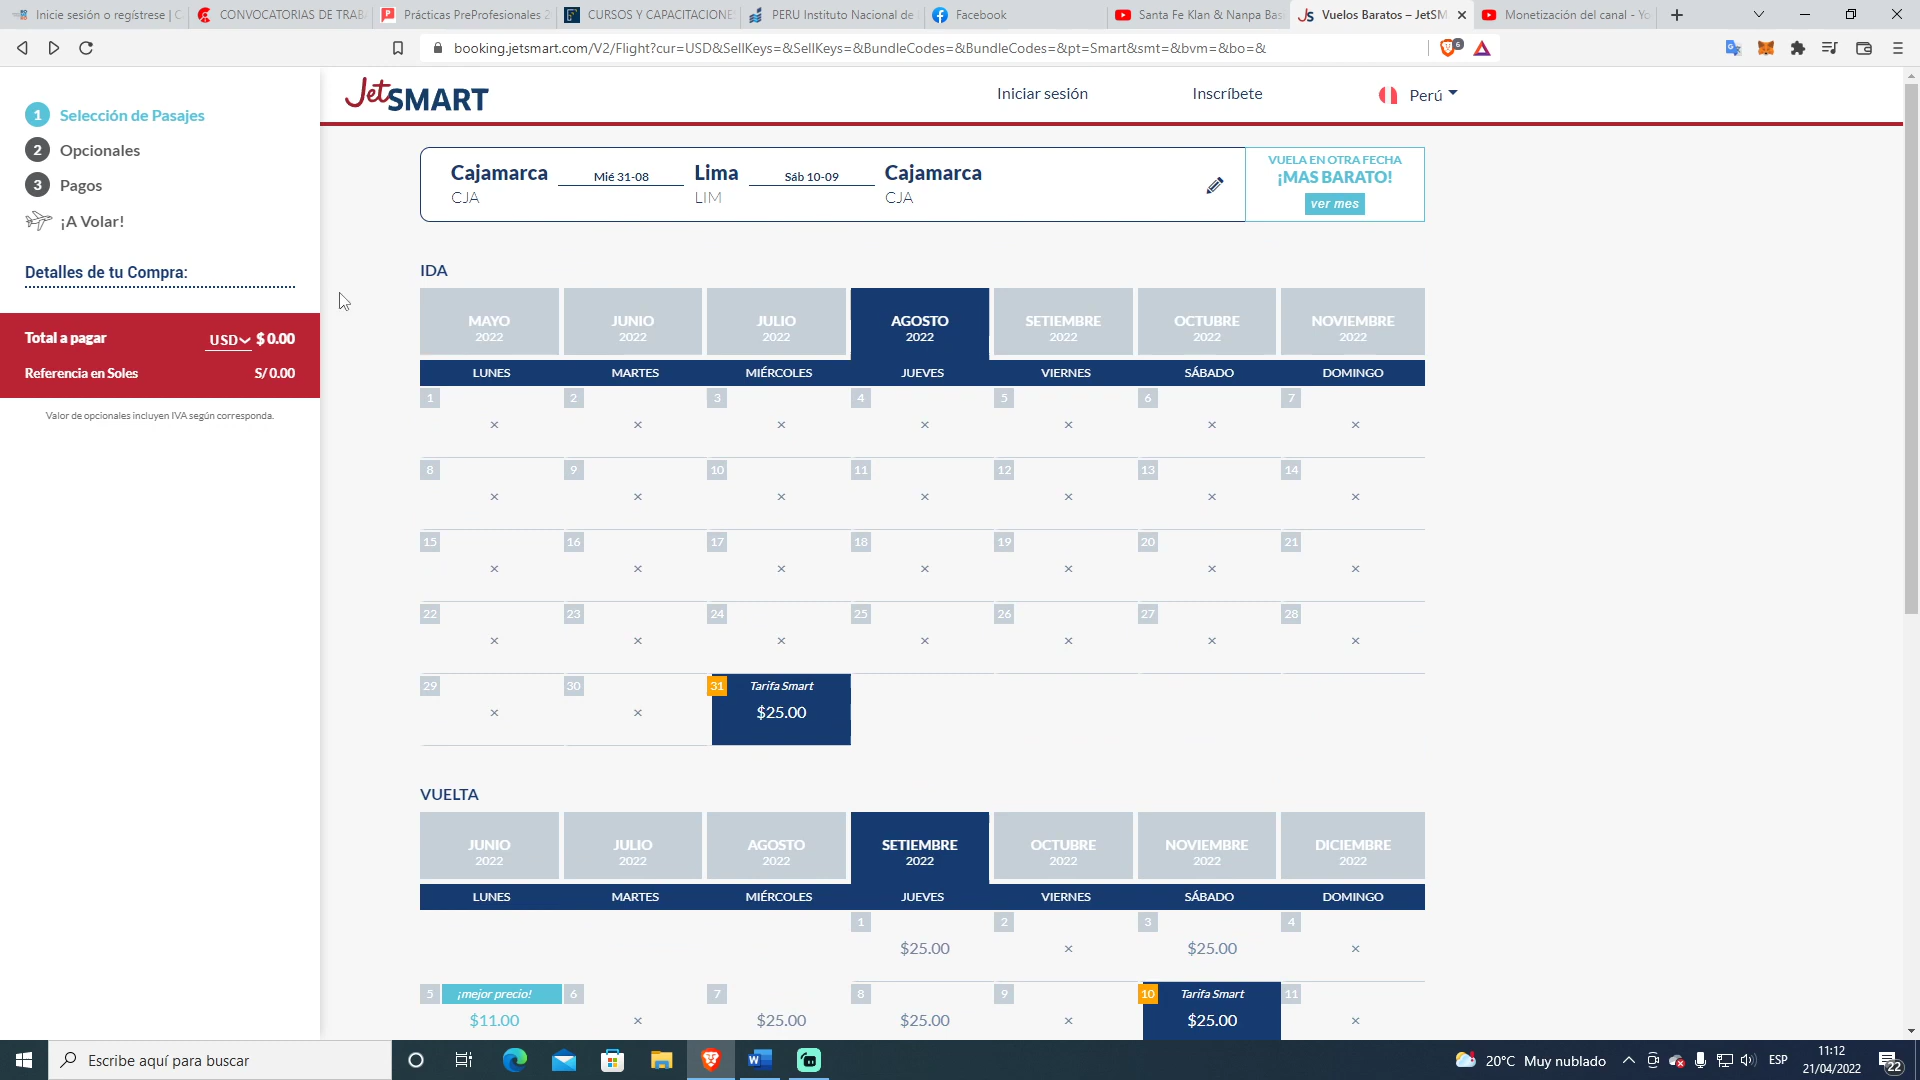 Inicie sesión o regístrese | C
CONVOCATORIAS DE TRAB
Prácticas PreProfesionales 2
CURSOS Y CAPACITACIONE
PERU Instituto Nacional de
Facebook
Santa Fe Klan & Nanpa Bas
Vuelos Baratos – JetSM
Monetización del canal - Yo
booking.jetsmart.com/V2/Flight?cur=USD&SellKeys=&SellKeys=&BundleCodes=&BundleCodes=&pt=Smart&smt=&bvm=&bo=&
6
1 Selección de Pasajes
2 Opcionales
3 Pagos
¡A Volar!
Detalles de tu Compra:
Total a pagar USD $ 0.00
Referencia en Soles S/ 0.00
Valor de opcionales incluyen IVA según corresponda.
JetSMART
Iniciar sesión
Inscríbete
Perú
Cajamarca Mié 31-08 Lima Sáb 10-09 Cajamarca
CJA LIM CJA
VUELA EN OTRA FECHA
¡MAS BARATO!
ver mes
IDA
MAYO JUNIO JULIO AGOSTO SETIEMBRE OCTUBRE NOVIEMBRE
2022 2022 2022 2022 2022 2022 2022
LUNES MARTES MIÉRCOLES JUEVES VIERNES SÁBADO DOMINGO
1 2 3 4 5 6 7
× × × × × × ×
8 9 10 11 12 13 14
× × × × × × ×
15 16 17 18 19 20 21
× × × × × × ×
22 23 24 25 26 27 28
× × × × × × ×
29 30 31 Tarifa Smart
× × $25.00
VUELTA
JUNIO JULIO AGOSTO SETIEMBRE OCTUBRE NOVIEMBRE DICIEMBRE
2022 2022 2022 2022 2022 2022 2022
LUNES MARTES MIÉRCOLES JUEVES VIERNES SÁBADO DOMINGO
1 2 3 4
$25.00 × $25.00 ×
5 ¡mejor precio! 6 7 8 9 10 Tarifa Smart 11
$11.00 × $25.00 $25.00 × $25.00 ×
Escribe aquí para buscar
20°C Muy nublado
ESP
11:12
21/04/2022
22